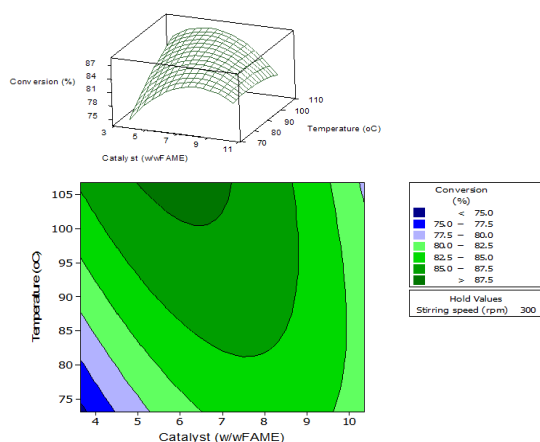 87
84
Conversion (%)
81
78
75
3
5
7
9
11
70
80
90
100
110
Temperature (oC)
Catalyst (w/wFAME)
105
100
95
90
85
80
75
Temperature (oC)
4
5
6
7
8
9
10
Catalyst (w/wFAME)
Conversion
(%)
< 75.0
75.0 – 77.5
77.5 – 80.0
80.0 – 82.5
82.5 – 85.0
85.0 – 87.5
> 87.5
Hold Values
Stirring speed (rpm) 300